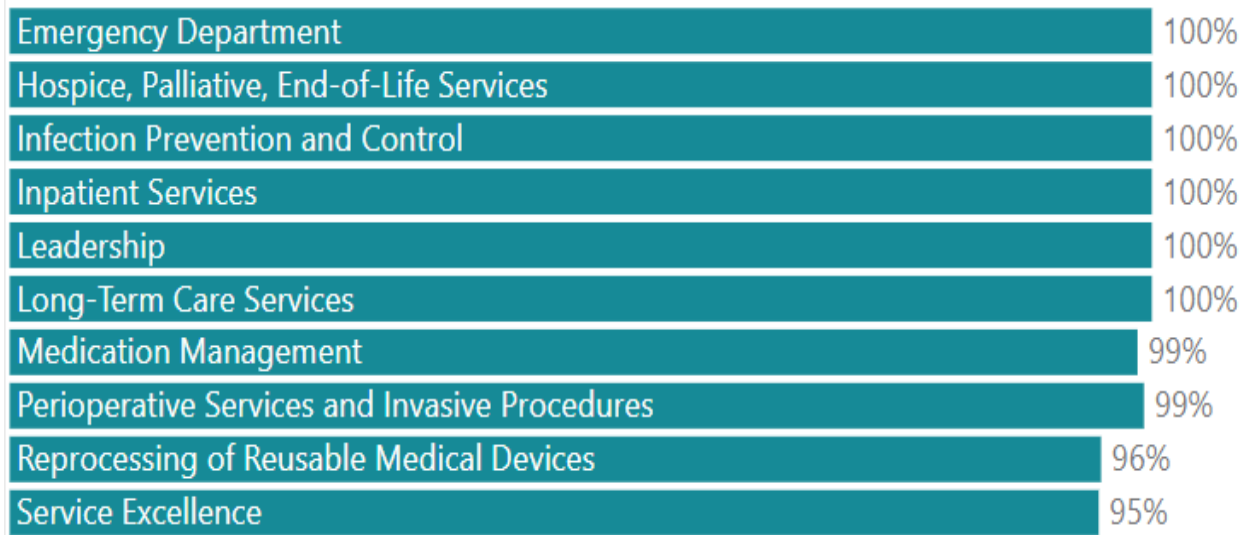 Emergency Department 100%
Hospice, Palliative, End-of-Life Services 100%
Infection Prevention and Control 100%
Inpatient Services 100%
Leadership 100%
Long-Term Care Services 100%
Medication Management 99%
Perioperative Services and Invasive Procedures 99%
Reprocessing of Reusable Medical Devices 96%
Service Excellence 95%